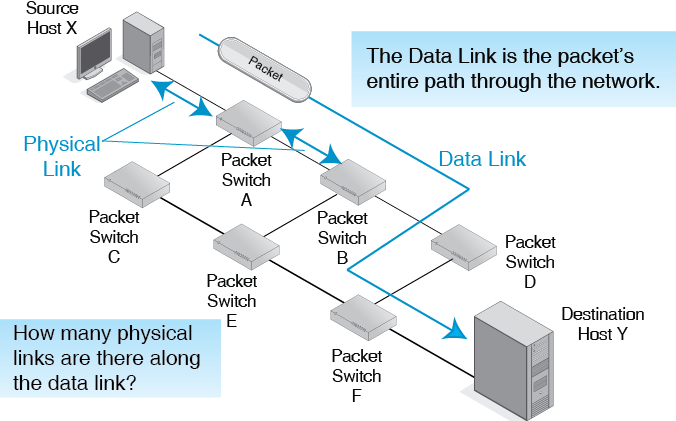 Source
Host X
Packet
The Data Link is the packet's
entire path through the network.
Physical
Link
Data Link
Packet
Switch
A
Packet
Switch
B
Packet
Switch
C
Packet
Switch
D
Packet
Switch
E
Destination
Host Y
How many physical
links are there along
the data link?
Packet
Switch
F